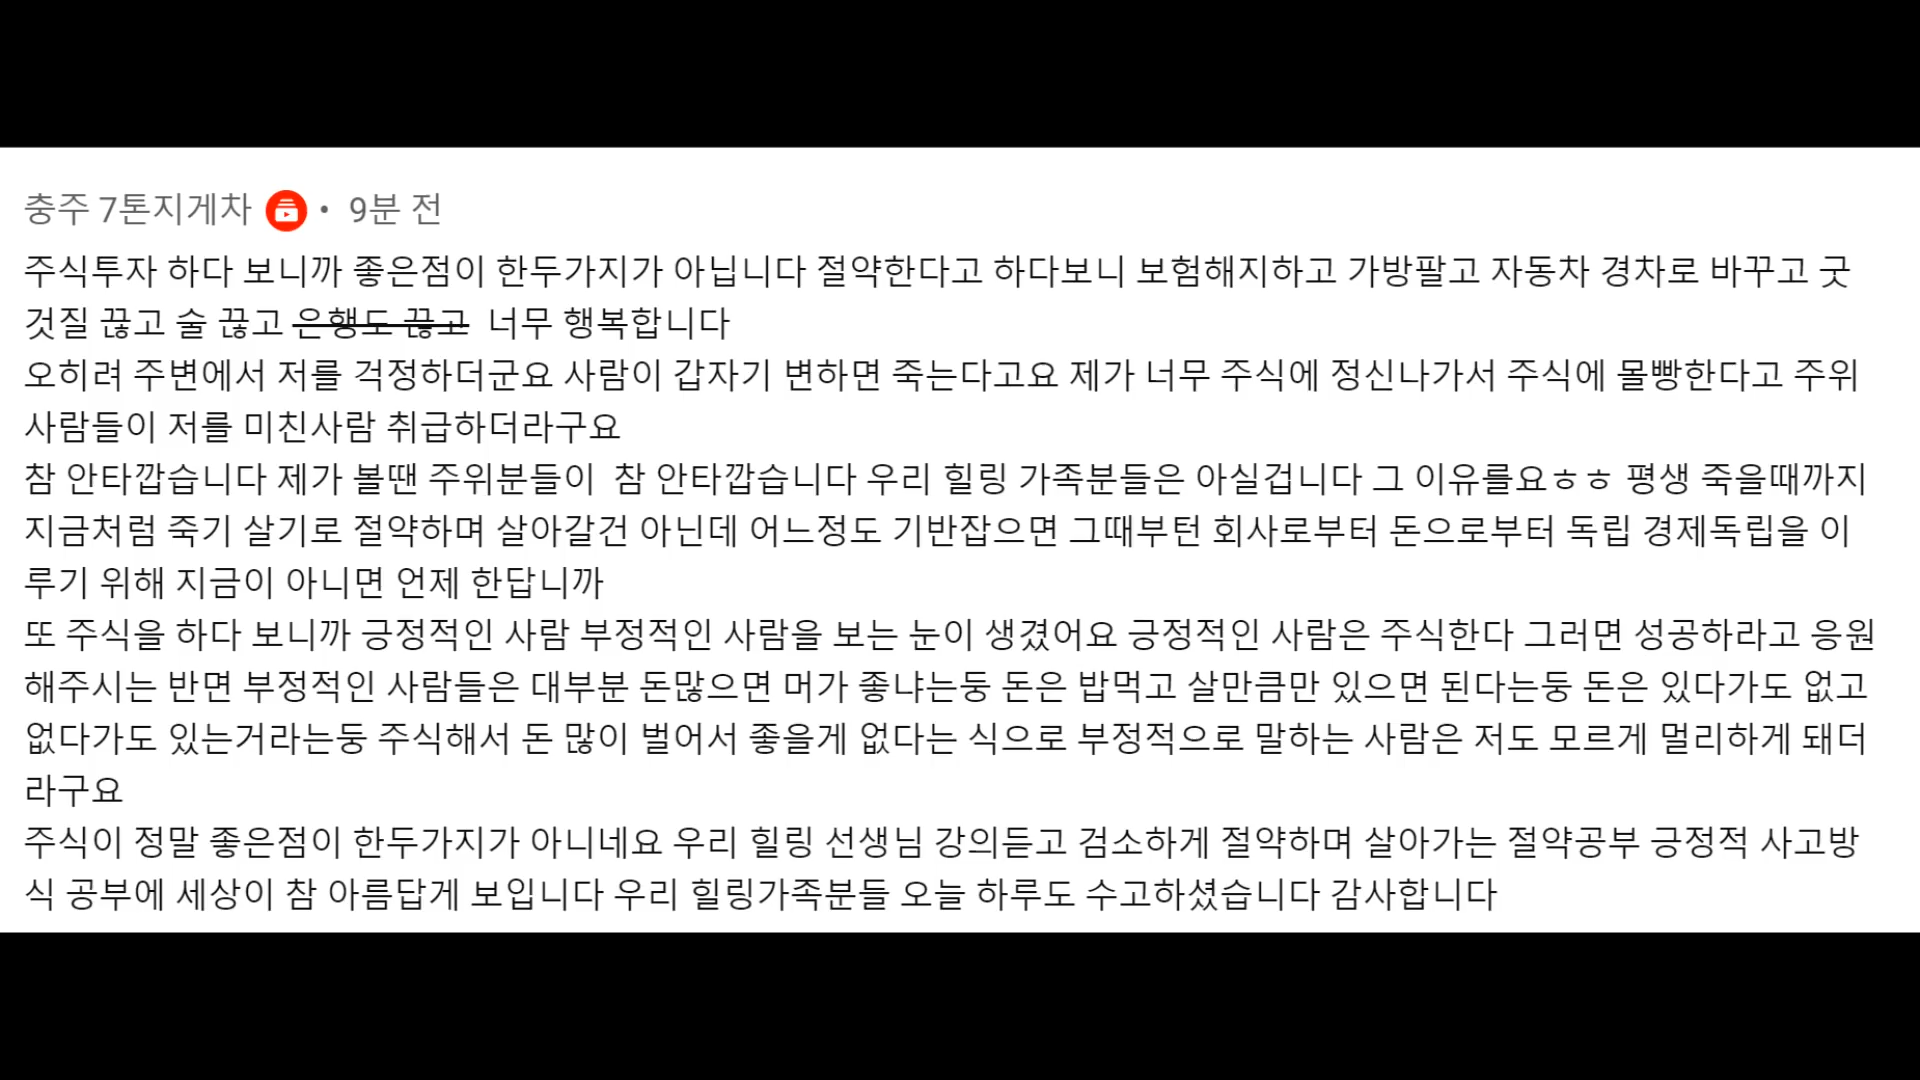 충주 7톤지게차 • 9분 전
주식투자 하다 보니까 좋은점이 한두가지가 아닙니다 절약한다고 하다보니 보험해지하고 가방팔고 자동차 경차로 바꾸고 굿
것질 끊고 술 끊고 은행도 끊고 너무 행복합니다
오히려 주변에서 저를 걱정하더군요 사람이 갑자기 변하면 죽는다고요 제가 너무 주식에 정신나가서 주식에 몰빵한다고 주위
사람들이 저를 미친사람 취급하더라구요
참 안타깝습니다 제가 볼땐 주위분들이 참 안타깝습니다 우리 힐링 가족분들은 아실겁니다 그 이유를요ㅎㅎ 평생 죽을때까지
지금처럼 죽기 살기로 절약하며 살아갈건 아닌데 어느정도 기반잡으면 그때부턴 회사로부터 돈으로부터 독립 경제독립을 이
루기 위해 지금이 아니면 언제 한답니까
또 주식을 하다 보니까 긍정적인 사람 부정적인 사람을 보는 눈이 생겼어요 긍정적인 사람은 주식한다 그러면 성공하라고 응원
해주시는 반면 부정적인 사람들은 대부분 돈많으면 머가 좋냐는둥 돈은 밥먹고 살만큼만 있으면 된다는둥 돈은 있다가도 없고
없다가도 있는거라는둥 주식해서 돈 많이 벌어서 좋을게 없다는 식으로 부정적으로 말하는 사람은 저도 모르게 멀리하게 돼더
라구요
주식이 정말 좋은점이 한두가지가 아니네요 우리 힐링 선생님 강의듣고 검소하게 절약하며 살아가는 절약공부 긍정적 사고방
식 공부에 세상이 참 아름답게 보입니다 우리 힐링가족분들 오늘 하루도 수고하셨습니다 감사합니다